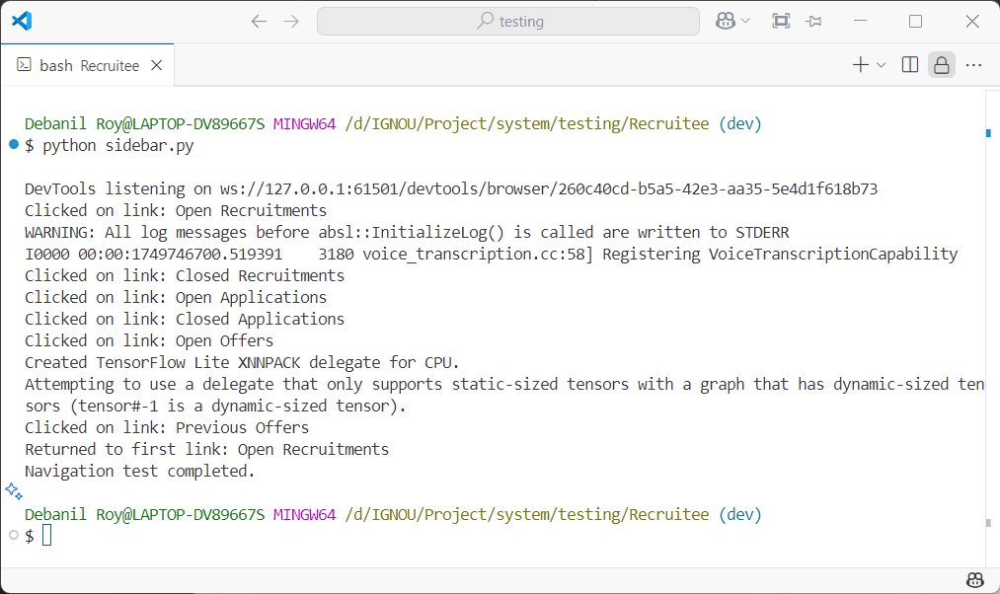 testing
bash Recruitee
Debanil Roy@LAPTOP-DV89667S MINGW64 /d/IGNOU/Project/system/testing/Recruitee (dev)
$ python sidebar.py
DevTools listening on ws://127.0.0.1:61501/devtools/browser/260c40cd-b5a5-42e3-aa35-5e4d1f618b73
Clicked on link: Open Recruitments
WARNING: All log messages before absl::InitializeLog() is called are written to STDERR
I0000 00:00:1749746700.519391    3180 voice_transcription.cc:58] Registering VoiceTranscriptionCapability
Clicked on link: Closed Recruitments
Clicked on link: Open Applications
Clicked on link: Closed Applications
Clicked on link: Open Offers
Created TensorFlow Lite XNNPACK delegate for CPU.
Attempting to use a delegate that only supports static-sized tensors with a graph that has dynamic-sized ten
sors (tensor#-1 is a dynamic-sized tensor).
Clicked on link: Previous Offers
Returned to first link: Open Recruitments
Navigation test completed.
Debanil Roy@LAPTOP-DV89667S MINGW64 /d/IGNOU/Project/system/testing/Recruitee (dev)
$